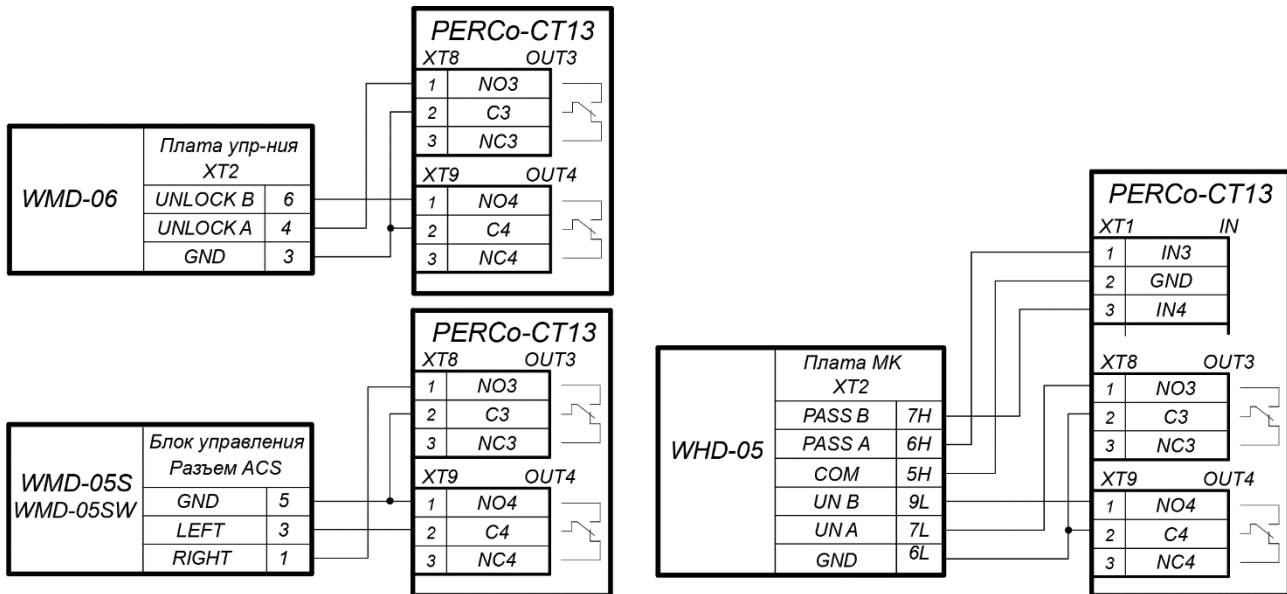 PERCo-CT13
XT8 OUT3
1 NO3
2 C3
3 NC3
XT9 OUT4
1 NO4
2 C4
3 NC4
WMD-06
Плата упр-ния
XT2
UNLOCK B 6
UNLOCK A 4
GND 3
PERCo-CT13
XT8 OUT3
1 NO3
2 C3
3 NC3
XT9 OUT4
1 NO4
2 C4
3 NC4
WMD-05S
WMD-05SW
Блок управления
Разъем ACS
GND 5
LEFT 3
RIGHT 1
PERCo-CT13
XT1 IN
1 IN3
2 GND
3 IN4
XT8 OUT3
1 NO3
2 C3
3 NC3
XT9 OUT4
1 NO4
2 C4
3 NC4
WHD-05
Плата МК
XT2
PASS B 7H
PASS A 6H
COM 5H
UN B 9L
UN A 7L
GND 6L